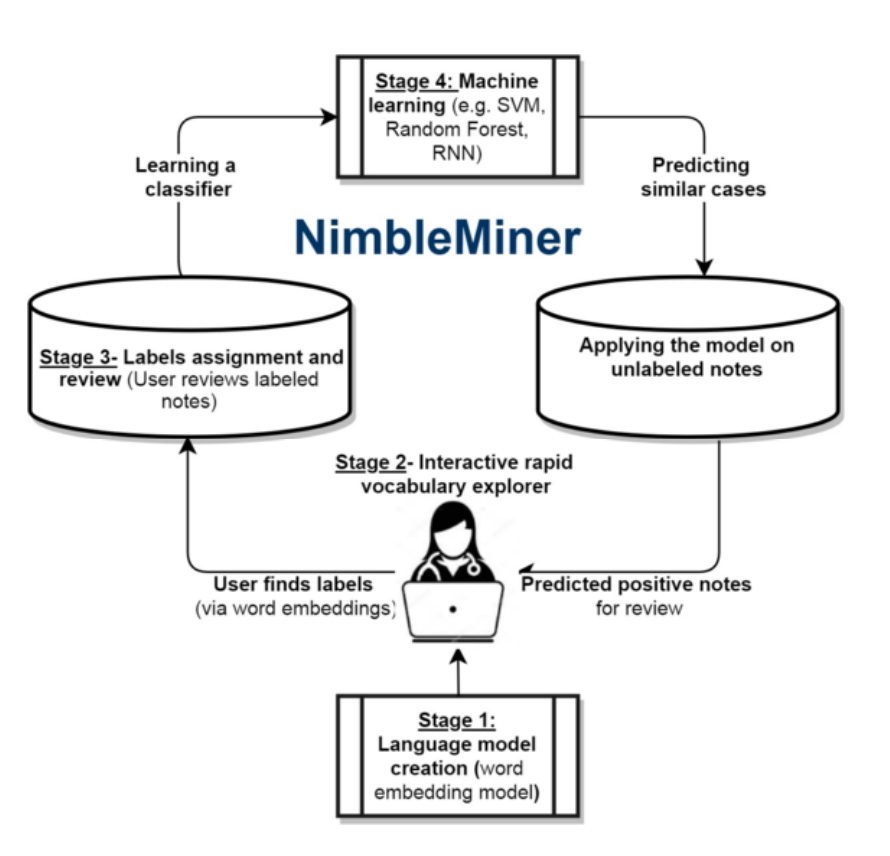 Stage 4: Machine
learning (e.g. SVM,
Random Forest,
RNN)
Learning a
classifier
Predicting
similar cases
NimbleMiner
Stage 3- Labels assignment and
review (User reviews labeled
notes)
Applying the model on
unlabeled notes
Stage 2- Interactive rapid
vocabulary explorer
User finds labels
(via word embeddings)
Predicted positive notes
for review
Stage 1:
Language model
creation (word
embedding model)